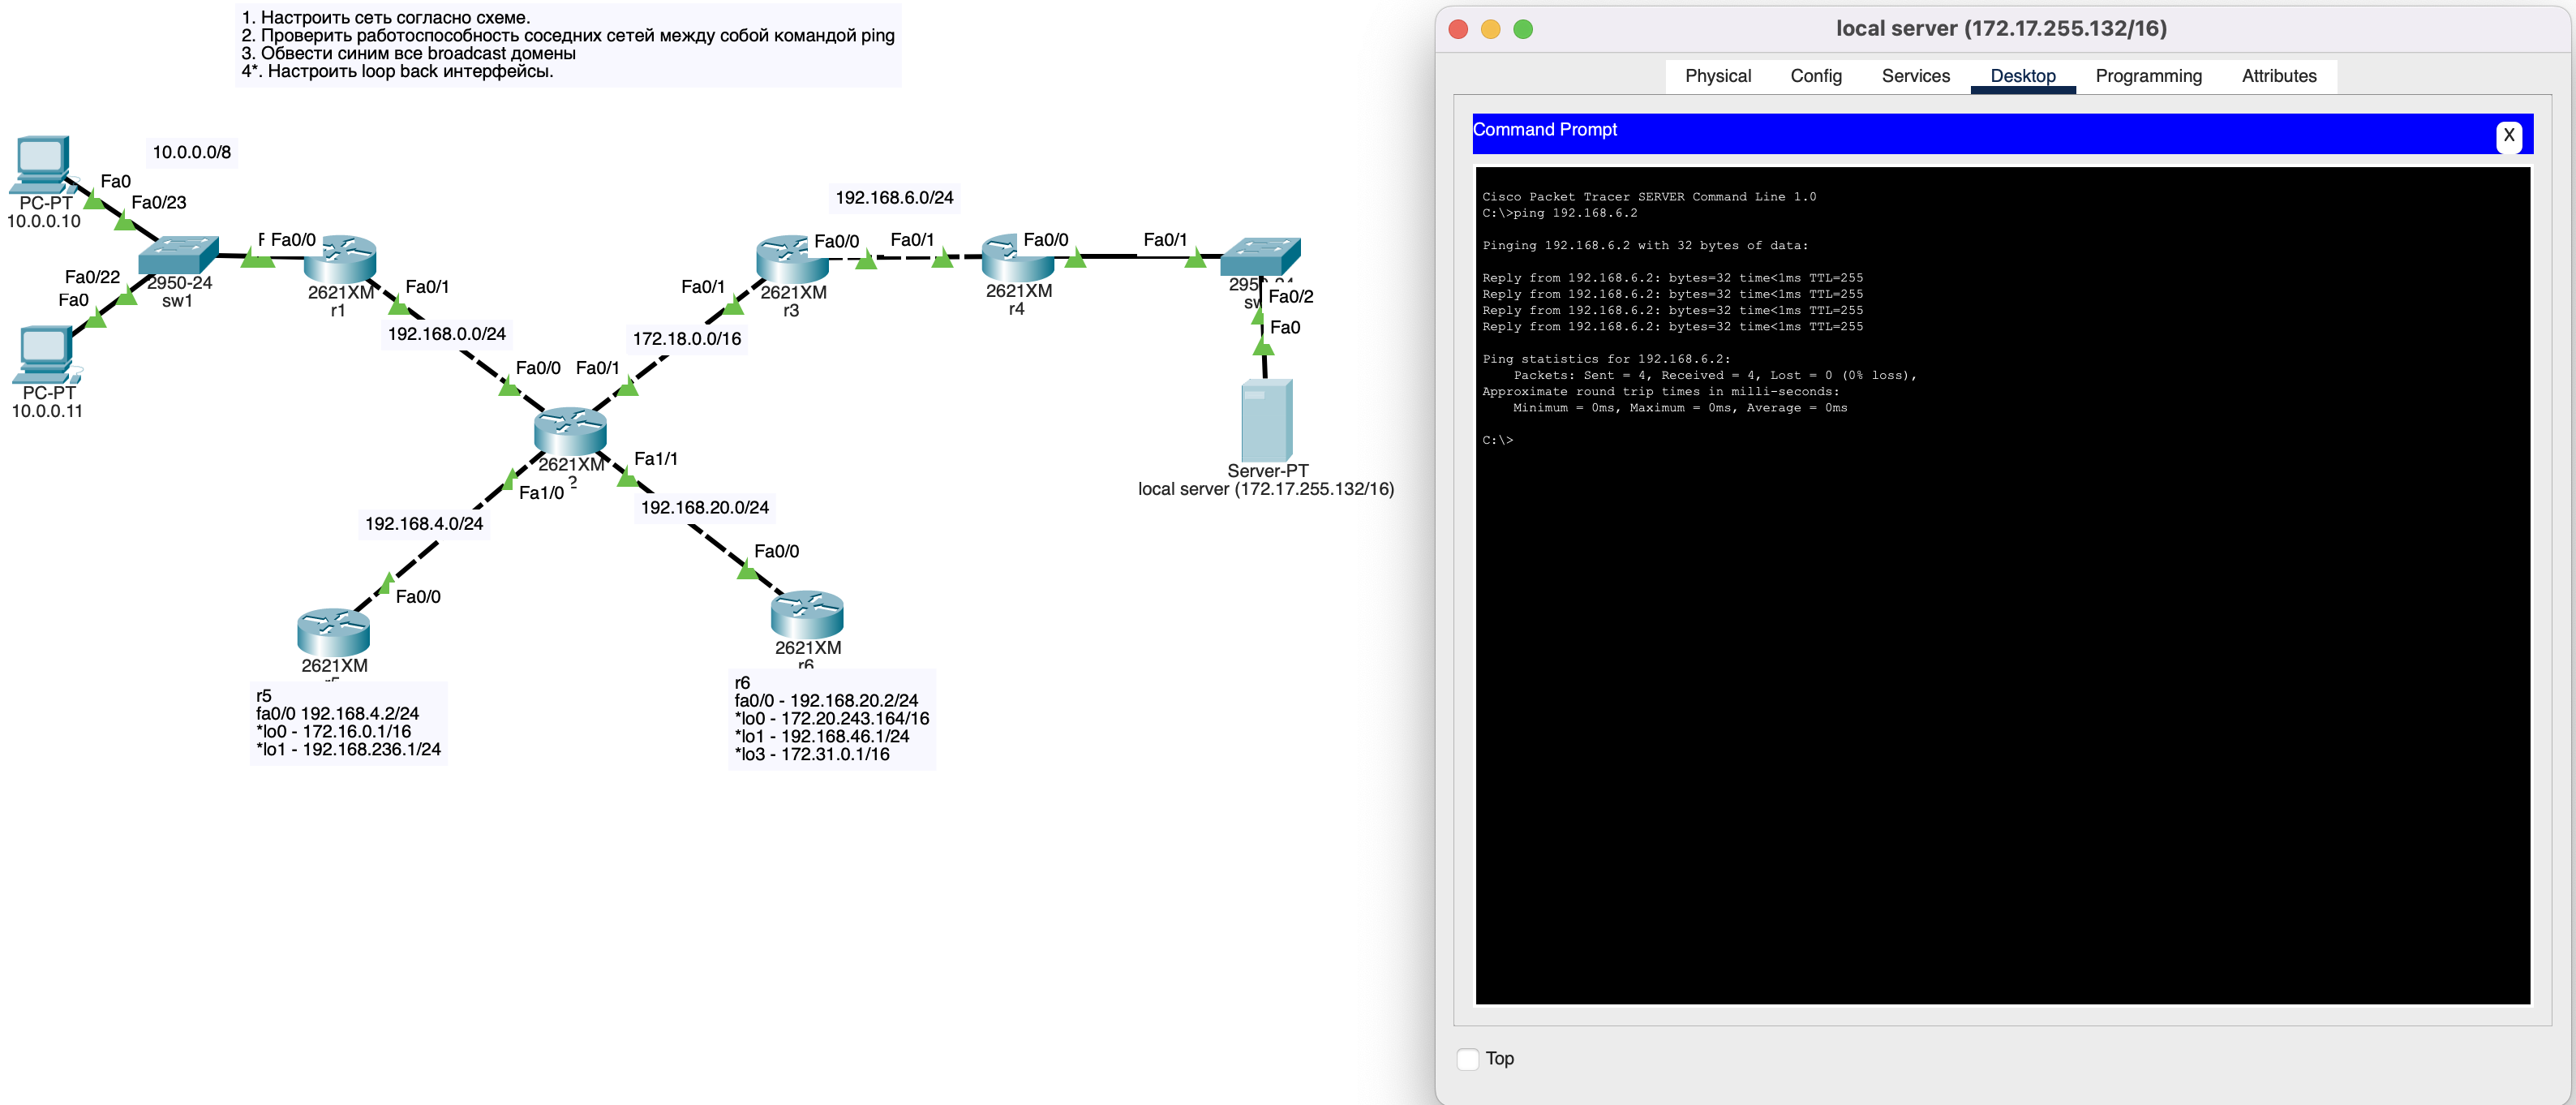 1. Настроить сеть согласно схеме.
2. Проверить работоспособность соседних сетей между собой командой ping
3. Обвести синим все broadcast домены
4*. Настроить loop back интерфейсы.
10.0.0.0/8
Fa0
PC-PT
10.0.0.10
Fa0/23
Fa0/0
Fa0/22
Fa0
2950-24
sw1
PC-PT
10.0.0.11
2621XM
r1
Fa0/1
192.168.0.0/24
Fa0/0
Fa0/1
172.18.0.0/16
Fa0/1
2621XM
r3
Fa0/0
192.168.6.0/24
Fa0/1
Fa0/0
2621XM
r4
Fa0/1
Fa0/2
Fa0
Server-PT
local server (172.17.255.132/16)
2621XM
Fa1/1
Fa1/0
192.168.4.0/24
192.168.20.0/24
Fa0/0
Fa0/0
2621XM
2621XM
r6
r5
fa0/0 192.168.4.2/24
*lo0 - 172.16.0.1/16
*lo1 - 192.168.236.1/24
r6
fa0/0 - 192.168.20.2/24
*lo0 - 172.20.243.164/16
*lo1 - 192.168.46.1/24
*lo3 - 172.31.0.1/16
local server (172.17.255.132/16)
Physical Config Services Desktop Programming Attributes
Command Prompt
X
Cisco Packet Tracer SERVER Command Line 1.0
C:\>ping 192.168.6.2
Pinging 192.168.6.2 with 32 bytes of data:
Reply from 192.168.6.2: bytes=32 time<1ms TTL=255
Reply from 192.168.6.2: bytes=32 time<1ms TTL=255
Reply from 192.168.6.2: bytes=32 time<1ms TTL=255
Reply from 192.168.6.2: bytes=32 time<1ms TTL=255
Ping statistics for 192.168.6.2:
Packets: Sent = 4, Received = 4, Lost = 0 (0% loss),
Approximate round trip times in milli-seconds:
Minimum = 0ms, Maximum = 0ms, Average = 0ms
C:\>
Top